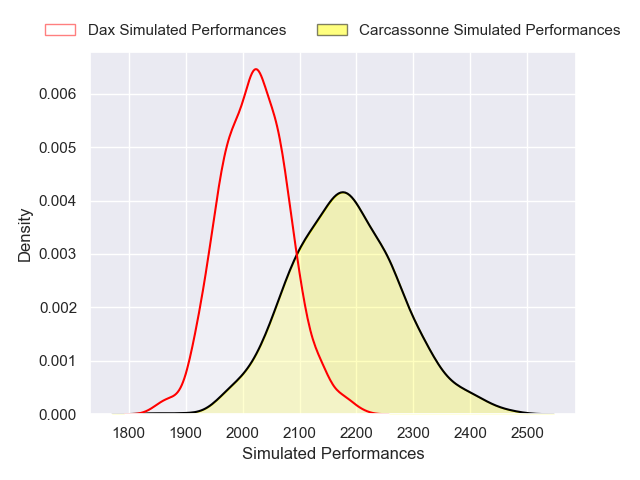 Dax Simulated Performances Carcassonne Simulated Performances
0.006
0.005
0.004
0.003
0.002
0.001
0.000
Density
1800 1900 2000 2100 2200 2300 2400 2500
Simulated Performances